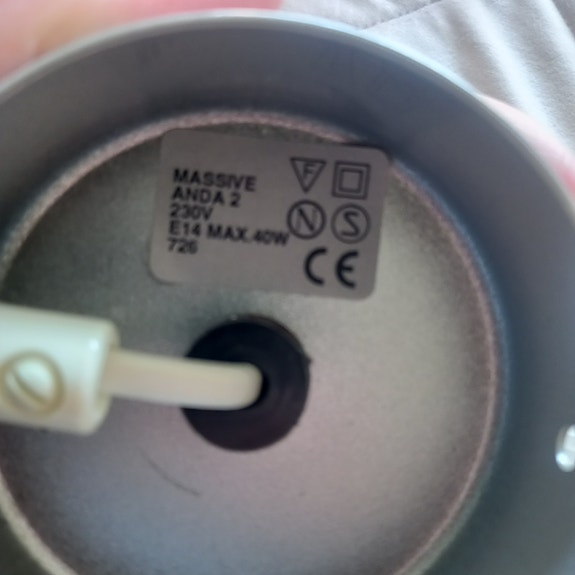 MASSIVE
ANDA 2
230V
E14 MAX.40W
726
F
N
S
CE